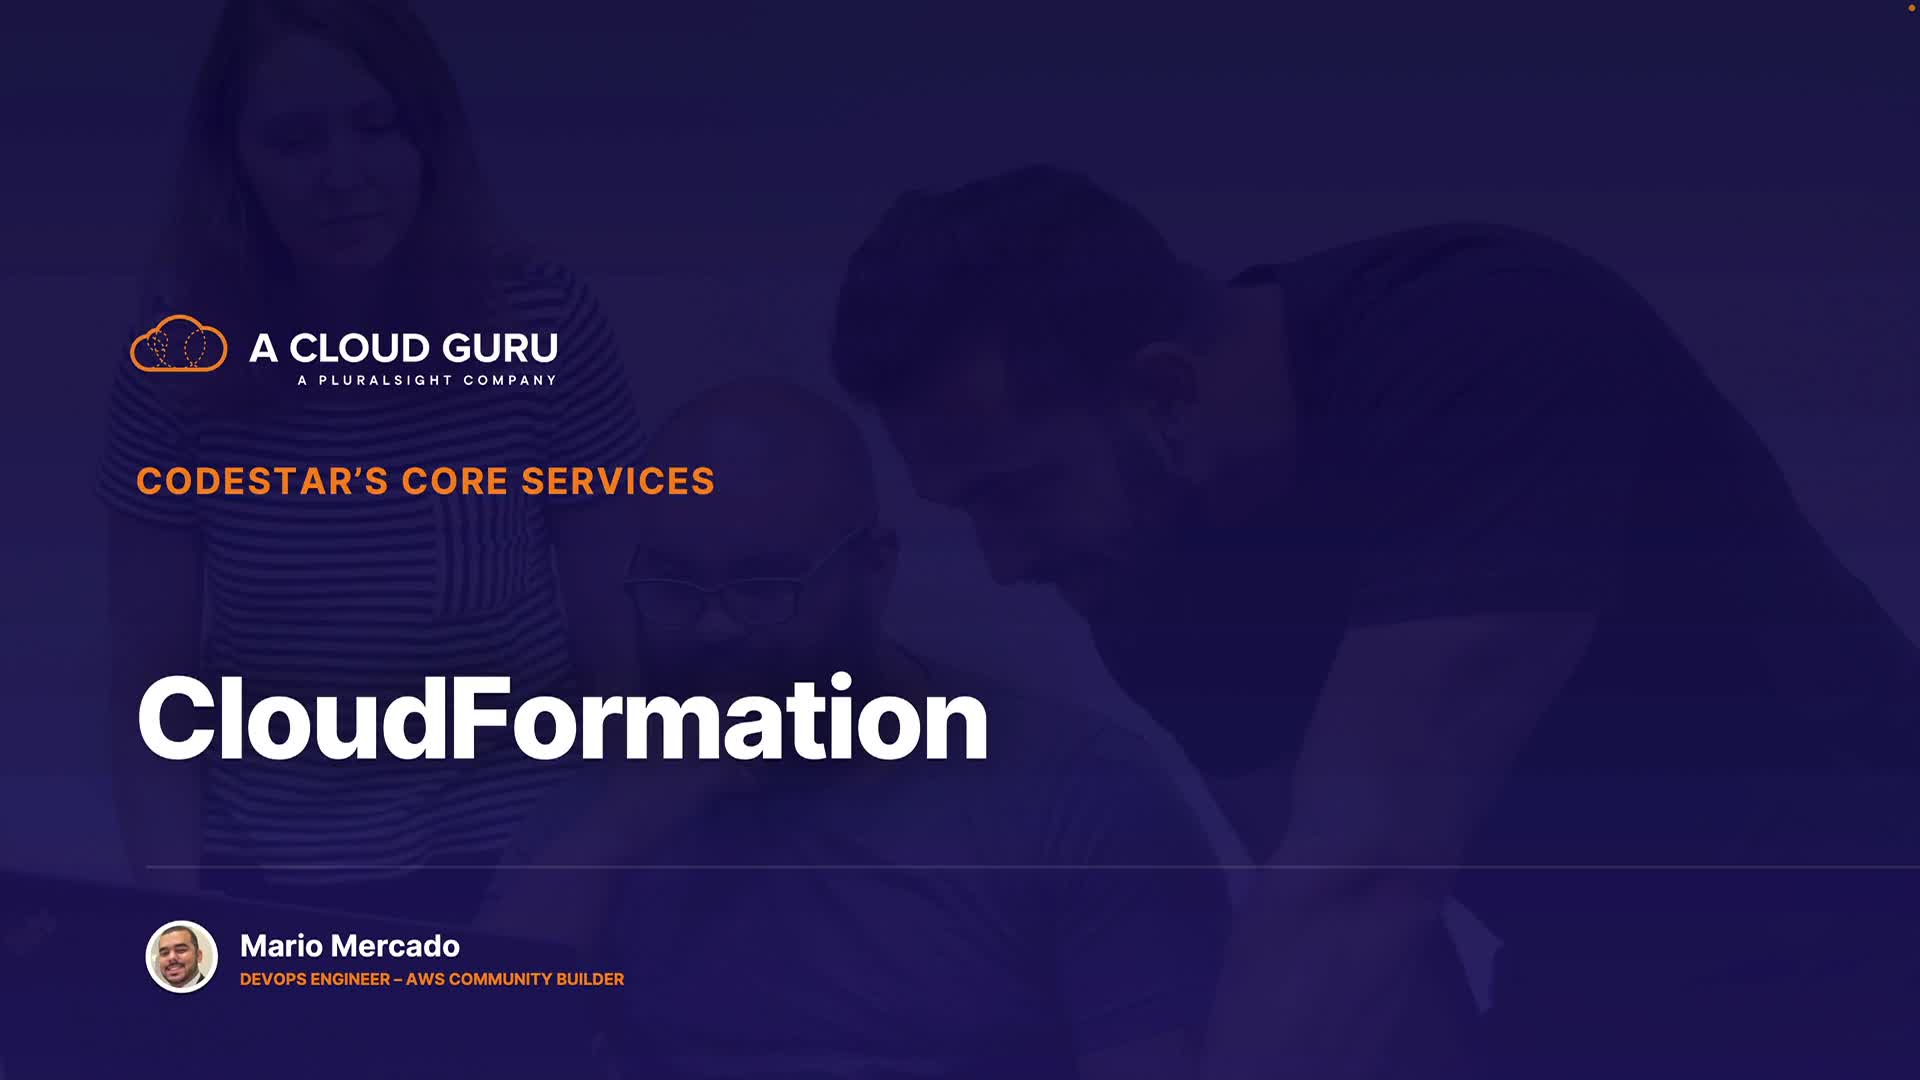 A CLOUD GURU
A PLURALSIGHT COMPANY
CODESTAR’S CORE SERVICES
CloudFormation
Mario Mercado
DEVOPS ENGINEER – AWS COMMUNITY BUILDER